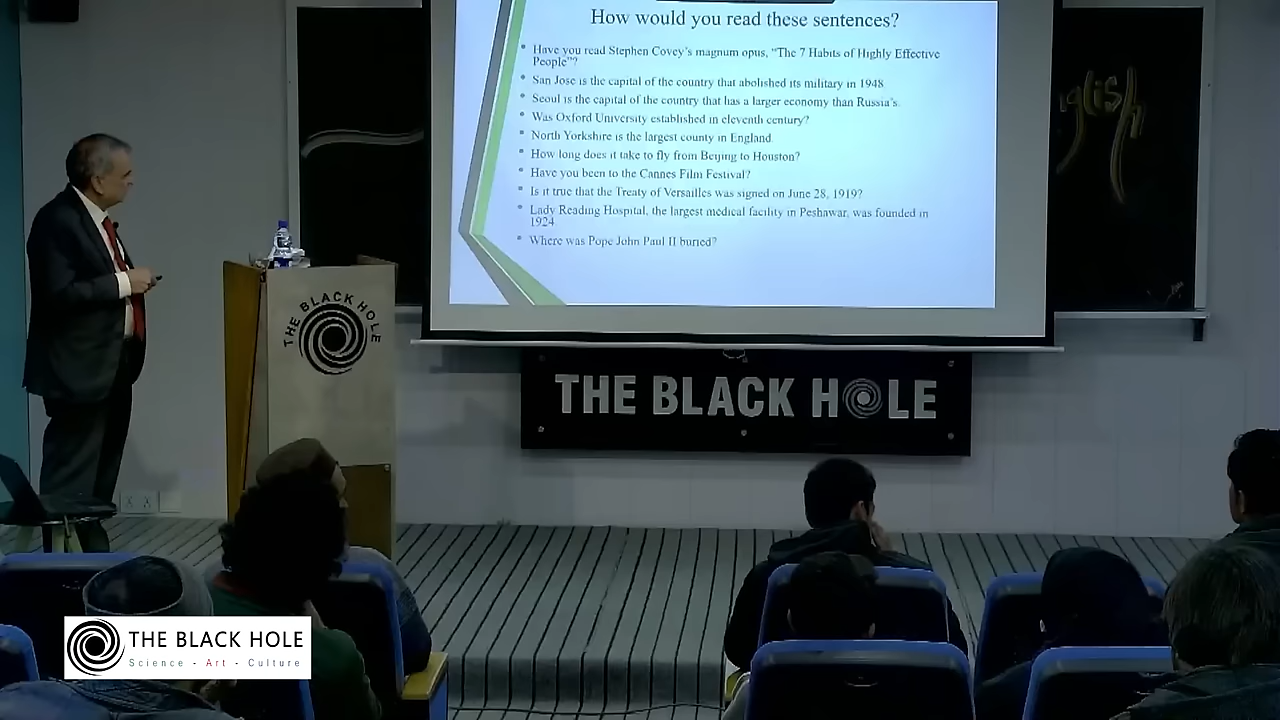 How would you read these sentences?
• Have you read Stephen Covey's magnum opus, “The 7 Habits of Highly Effective
People”?
• San Jose is the capital of the country that abolished its military in 1948
• Seoul is the capital of the country that has a larger economy than Russia's.
• Was Oxford University established in eleventh century?
• North Yorkshire is the largest county in England.
• How long does it take to fly from Beijing to Houston?
• Have you been to the Cannes Film Festival?
• Is it true that the Treaty of Versailles was signed on June 28, 1919?
• Lady Reading Hospital, the largest medical facility in Peshawar, was founded in
1924
• Where was Pope John Paul II buried?
THE BLACK HOLE
THE BLACK HOLE
THE BLACK HOLE
Science - Art - Culture